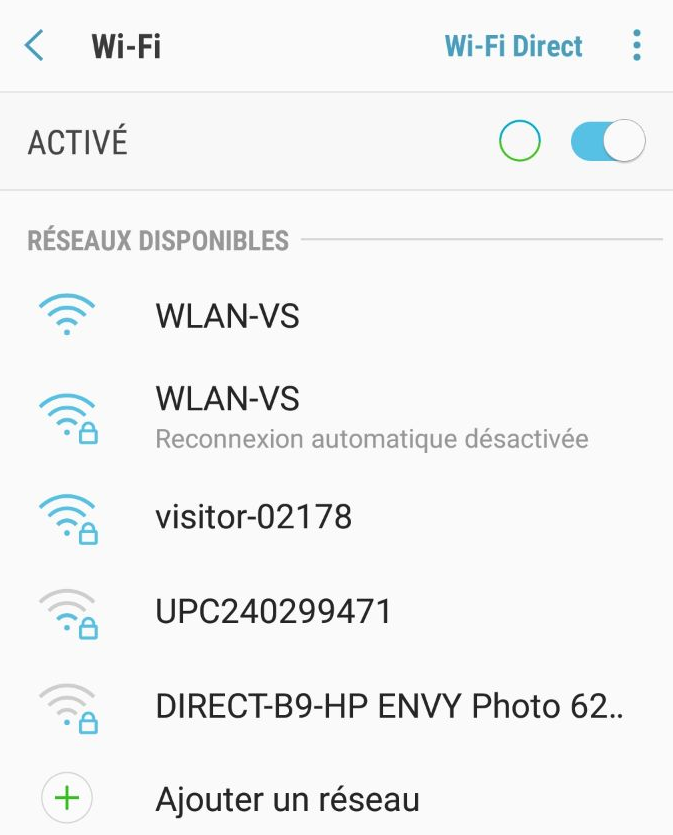 Wi-Fi Wi-Fi Direct
ACTIVÉ
RÉSEAUX DISPONIBLES
WLAN-VS
WLAN-VS
Reconnexion automatique désactivée
visitor-02178
UPC240299471
DIRECT-B9-HP ENVY Photo 62..
Ajouter un réseau